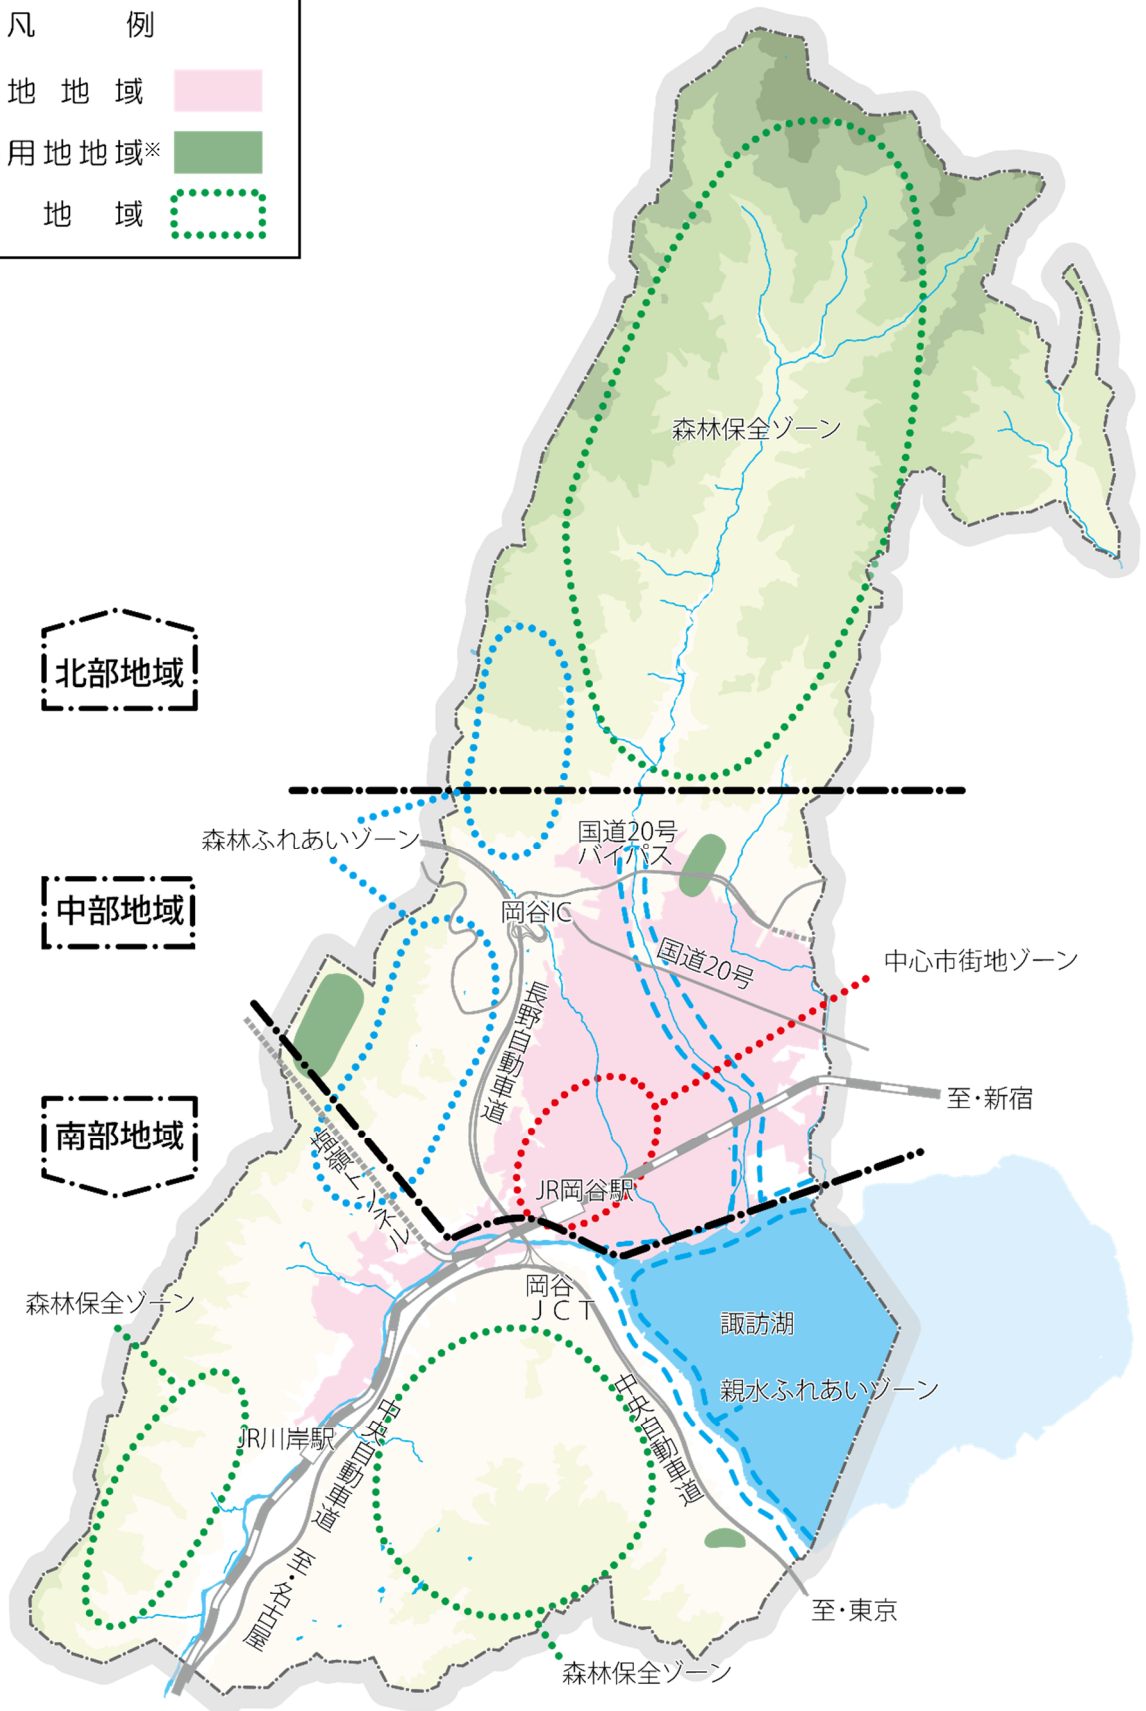 凡 例
地 地 域
用地地域※
地 域
森林保全ゾーン
北部地域
森林ふれあいゾーン
国道20号
バイパス
中部地域
岡谷IC
国道20号
中心市街地ゾーン
長野自動車道
至・新宿
南部地域
塩嶺トンネル
JR岡谷駅
岡谷
JCT
森林保全ゾーン
諏訪湖
親水ふれあいゾーン
中央自動車道
中央自動車道
JR川岸駅
至・名古屋
至・東京
森林保全ゾーン